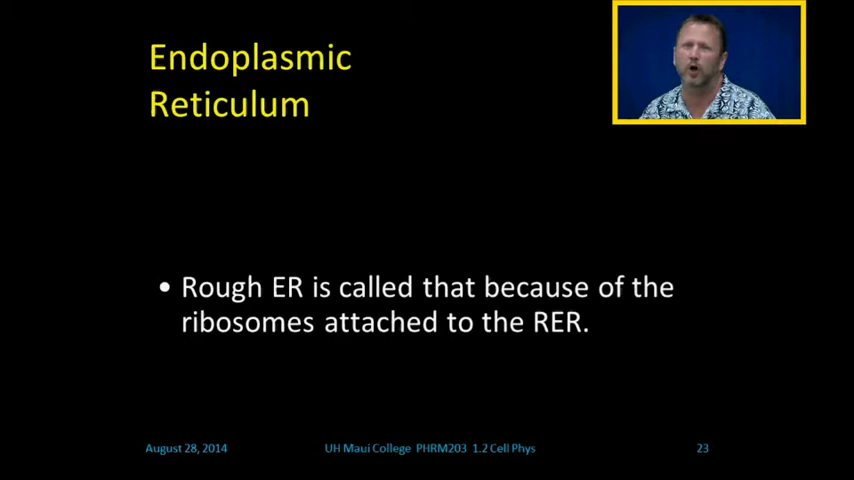 Endoplasmic
Reticulum
• Rough ER is called that because of the
ribosomes attached to the RER.
August 28, 2014
UH Maui College PHRM203 1.2 Cell Phys
23